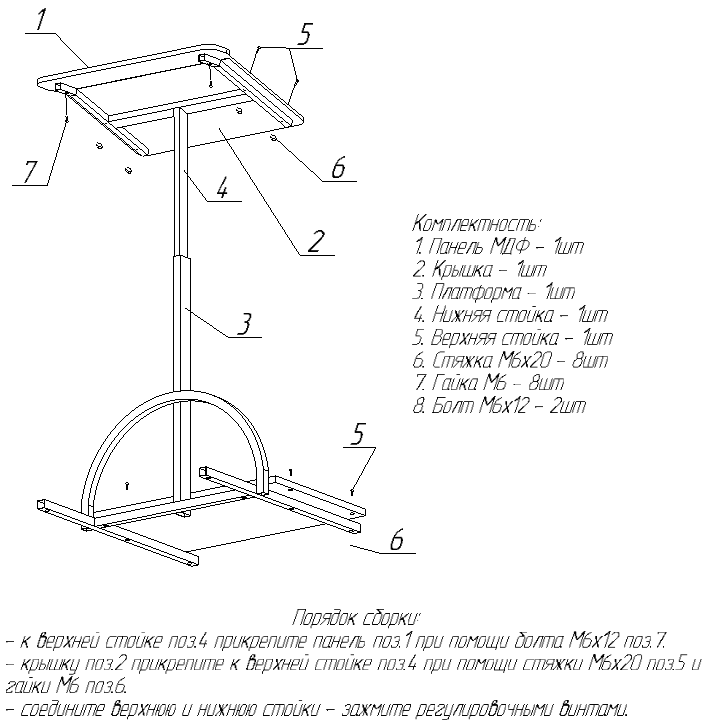 1
5
7
6
4
2
3
5
6
Комплектность:
1. Панель МДФ - 1шт
2. Крышка - 1шт
3. Платформа - 1шт
4. Нижняя стойка - 1шт
5. Верхняя стойка - 1шт
6. Стяжка М6х20 - 8шт
7. Гайка М6 - 8шт
8. Болт М6х12 - 2шт
Порядок сборки:
- к верхней стойке поз.4 прикрепите панель поз.1 при помощи болта М6х12 поз.7.
- крышку поз.2 прикрепите к верхней стойке поз.4 при помощи стяжки М6х20 поз.5 и
гайки М6 поз.6.
- соедините верхнюю и нижнюю стойки - зажмите регулировочными винтами.